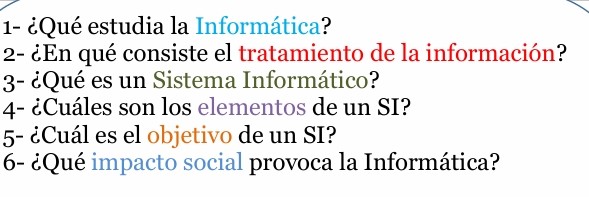 1- ¿Qué estudia la Informática?
2- ¿En qué consiste el tratamiento de la información?
3- ¿Qué es un Sistema Informático?
4- ¿Cuáles son los elementos de un SI?
5- ¿Cuál es el objetivo de un SI?
6- ¿Qué impacto social provoca la Informática?